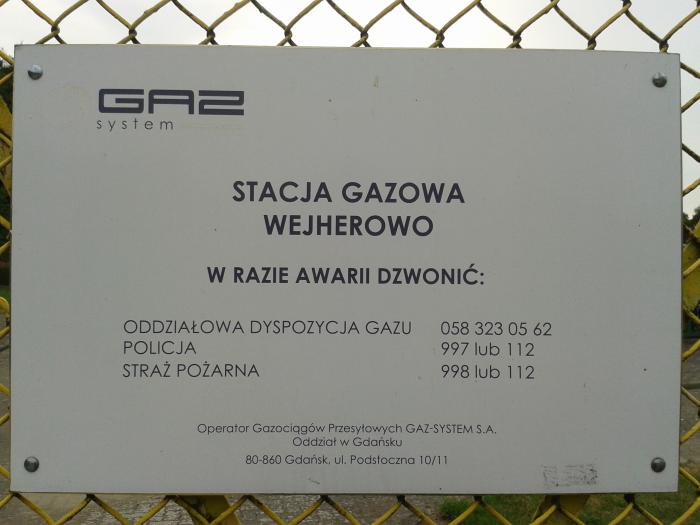 GAZ
system
STACJA GAZOWA
WEJHEROWO
W RAZIE AWARII DZWONIĆ:
ODDZIAŁOWA DYSPOZYCJA GAZU 058 323 05 62
POLICJA 997 lub 112
STRAŻ POŻARNA 998 lub 112
Operator Gazociągów Przesyłowych GAZ-SYSTEM S.A.
Oddział w Gdańsku
80-860 Gdańsk, ul. Podstoczna 10/11